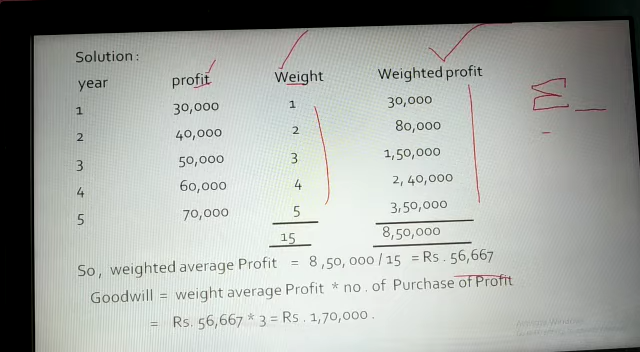 Solution :
year profit Weight Weighted profit
1 30,000 1 30,000
2 40,000 2 80,000
3 50,000 3 1,50,000
4 60,000 4 2, 40,000
5 70,000 5 3,50,000
15 8,50,000
So , weighted average Profit = 8 ,50, 000 / 15 = Rs . 56,667
Goodwill = weight average Profit * no . of Purchase of Profit
= Rs. 56,667 * 3 = Rs . 1,70,000 .
Σ